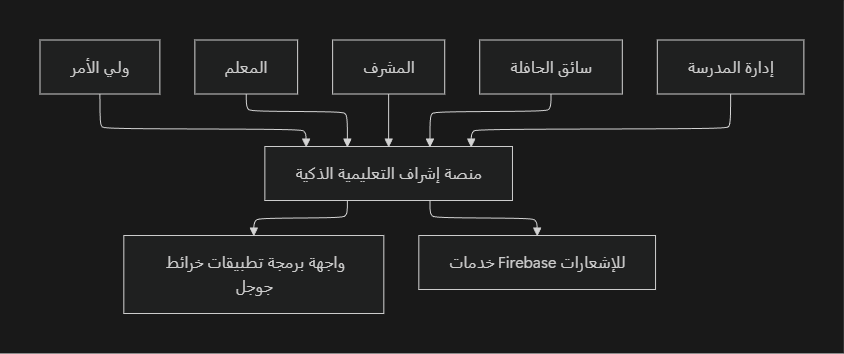 إدارة المدرسة
سائق الحافلة
المشرف
المعلم
ولي الأمر
منصة إشراف التعليمية الذكية
للإشعارات Firebase خدمات
واجهة برمجة تطبيقات خرائط
جوجل